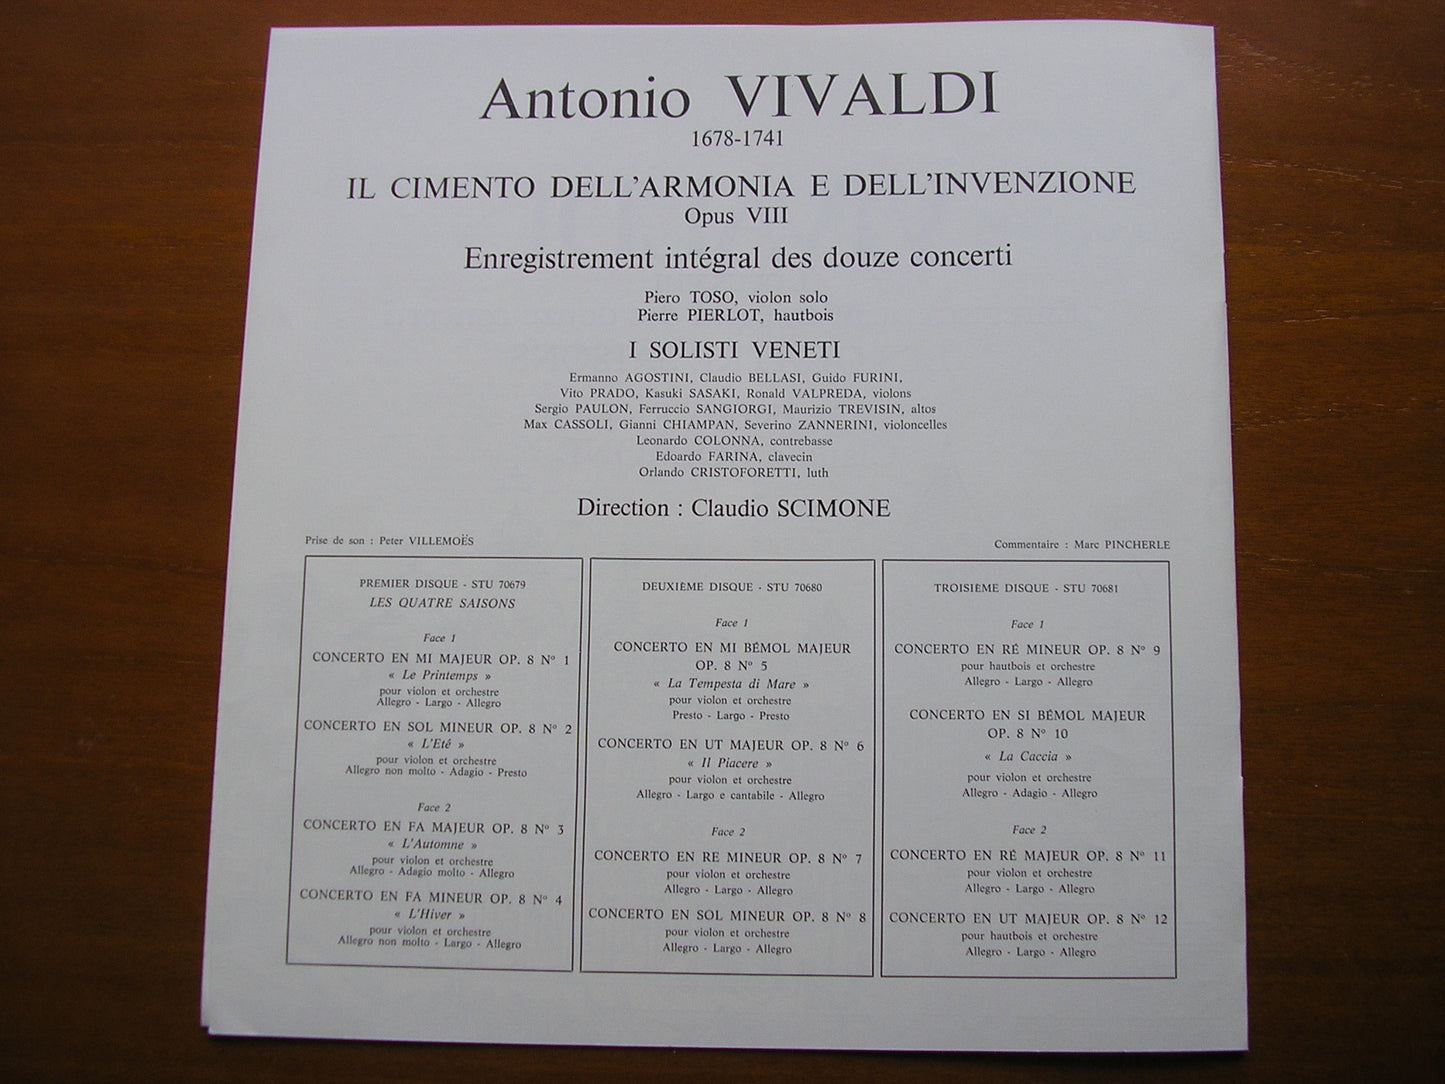 Antonio VIVALDI
1678-1741
IL CIMENTO DELL'ARMONIA E DELL'INVENZIONE
Opus VIII
Enregistrement intégral des douze concerti
Piero TOSO, violon solo
Pierre PIERLOT, hautbois
I SOLISTI VENETI
Ermanno AGOSTINI, Claudio BELLASI, Guido FURINI,
Vito PRADO, Kasuki SASAKI, Ronald VALPREDA, violons
Sergio PAULON, Ferruccio SANGIORGI, Maurizio TREVISIN, altos
Max CASSOLI, Gianni CHIAMPAN, Severino ZANNERINI, violoncelles
Leonardo COLONNA, contrebasse
Edoardo FARINA, clavecin
Orlando CRISTOFORETTI, luth
Direction : Claudio SCIMONE
Prise de son : Peter VILLEMOËS
Commentaire : Marc PINCHERLE
PREMIER DISQUE - STU 70679
LES QUATRE SAISONS
Face 1
CONCERTO EN MI MAJEUR OP. 8 Nº 1
« Le Printemps »
pour violon et orchestre
Allegro - Largo - Allegro
CONCERTO EN SOL MINEUR OP. 8 Nº 2
« L'Eté »
pour violon et orchestre
Allegro non molto - Adagio - Presto
Face 2
CONCERTO EN FA MAJEUR OP. 8 Nº 3
« L'Automne »
pour violon et orchestre
Allegro - Adagio molto - Allegro
CONCERTO EN FA MINEUR OP. 8 Nº 4
« L'Hiver »
pour violon et orchestre
Allegro non molto - Largo - Allegro
DEUXIÈME DISQUE - STU 70680
Face 1
CONCERTO EN MI BÉMOL MAJEUR
OP. 8 Nº 5
« La Tempesta di Mare »
pour violon et orchestre
Presto - Largo - Presto
CONCERTO EN UT MAJEUR OP. 8 Nº 6
« Il Piacere »
pour violon et orchestre
Allegro - Largo e cantabile - Allegro
Face 2
CONCERTO EN RE MINEUR OP. 8 Nº 7
pour violon et orchestre
Allegro - Largo - Allegro
CONCERTO EN SOL MINEUR OP. 8 Nº 8
pour violon et orchestre
Allegro - Largo - Allegro
TROISIÈME DISQUE - STU 70681
Face 1
CONCERTO EN RÉ MINEUR OP. 8 Nº 9
pour hautbois et orchestre
Allegro - Largo - Allegro
CONCERTO EN SI BÉMOL MAJEUR
OP. 8 Nº 10
« La Caccia »
pour violon et orchestre
Allegro - Adagio - Allegro
Face 2
CONCERTO EN RÉ MAJEUR OP. 8 Nº 11
pour violon et orchestre
Allegro - Largo - Allegro
CONCERTO EN UT MAJEUR OP. 8 Nº 12
pour hautbois et orchestre
Allegro - Largo - Allegro